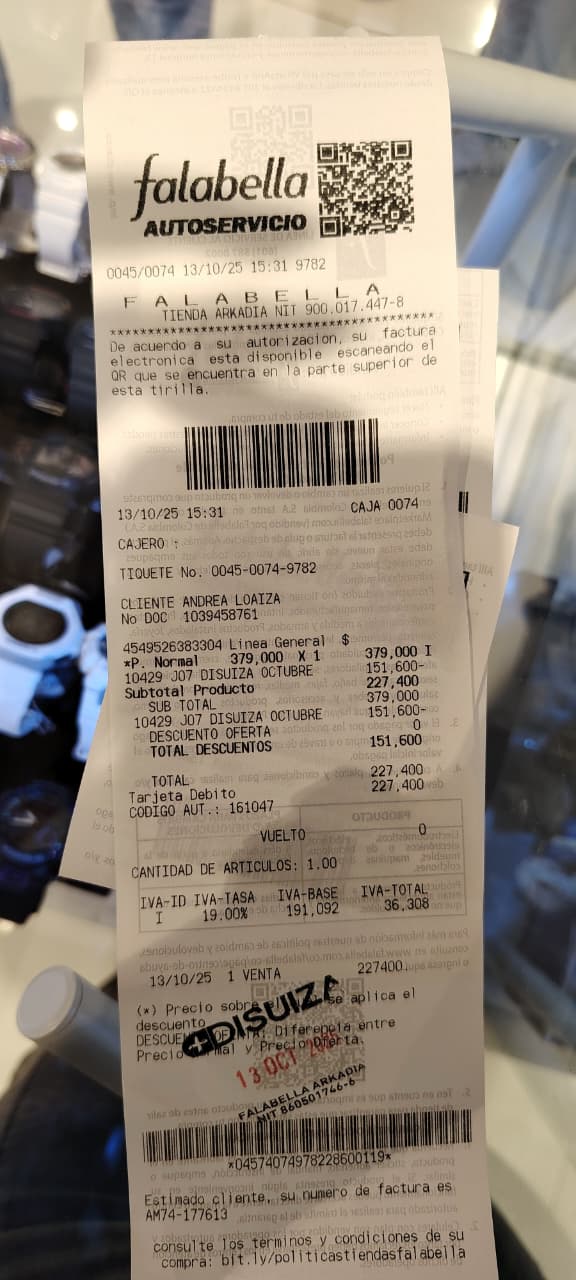 falabella
AUTOSERVICIO
0045/0074 13/10/25 15:31 9782
F A L A B E L L A
TIENDA ARKADIA NIT 900.017.447-8
****************************************
De acuerdo a su autorizacion, su factura
electronica esta disponible escaneando el
QR que se encuentra en la parte superior de
esta tirilla.
13/10/25 15:31 CAJA 0074
CAJERO :
TIQUETE No. 0045-0074-9782
CLIENTE ANDREA LOAIZA
No DOC 1039458761
4549526383304 Linea General $
*P. Normal 379,000 X 1 379,000 I
10429 J07 DISUIZA OCTUBRE 151,600-
Subtotal Producto 227,400
SUB TOTAL 379,000
10429 J07 DISUIZA OCTUBRE 151,600-
DESCUENTO OFERTA 0
TOTAL DESCUENTOS 151,600
TOTAL 227,400
Tarjeta Debito 227,400
CODIGO AUT.: 161047
VUELTO 0
CANTIDAD DE ARTICULOS: 1.00
IVA-ID IVA-TASA IVA-BASE IVA-TOTAL
I 19.00% 191,092 36,308
13/10/25 1 VENTA 227400.
(*) Precio sobre el se aplica el
descuento
Diferencia entre
Precio y Precio Oferta.
DISUIZA
13 OCT
FALABELLA ARKADIA
NIT 860501746-6
*04574074978228600119*
Estimado cliente, su numero de factura es
AM74-177613
consulte los terminos y condiciones de su
compra: bit.ly/politicastiendasfalabella